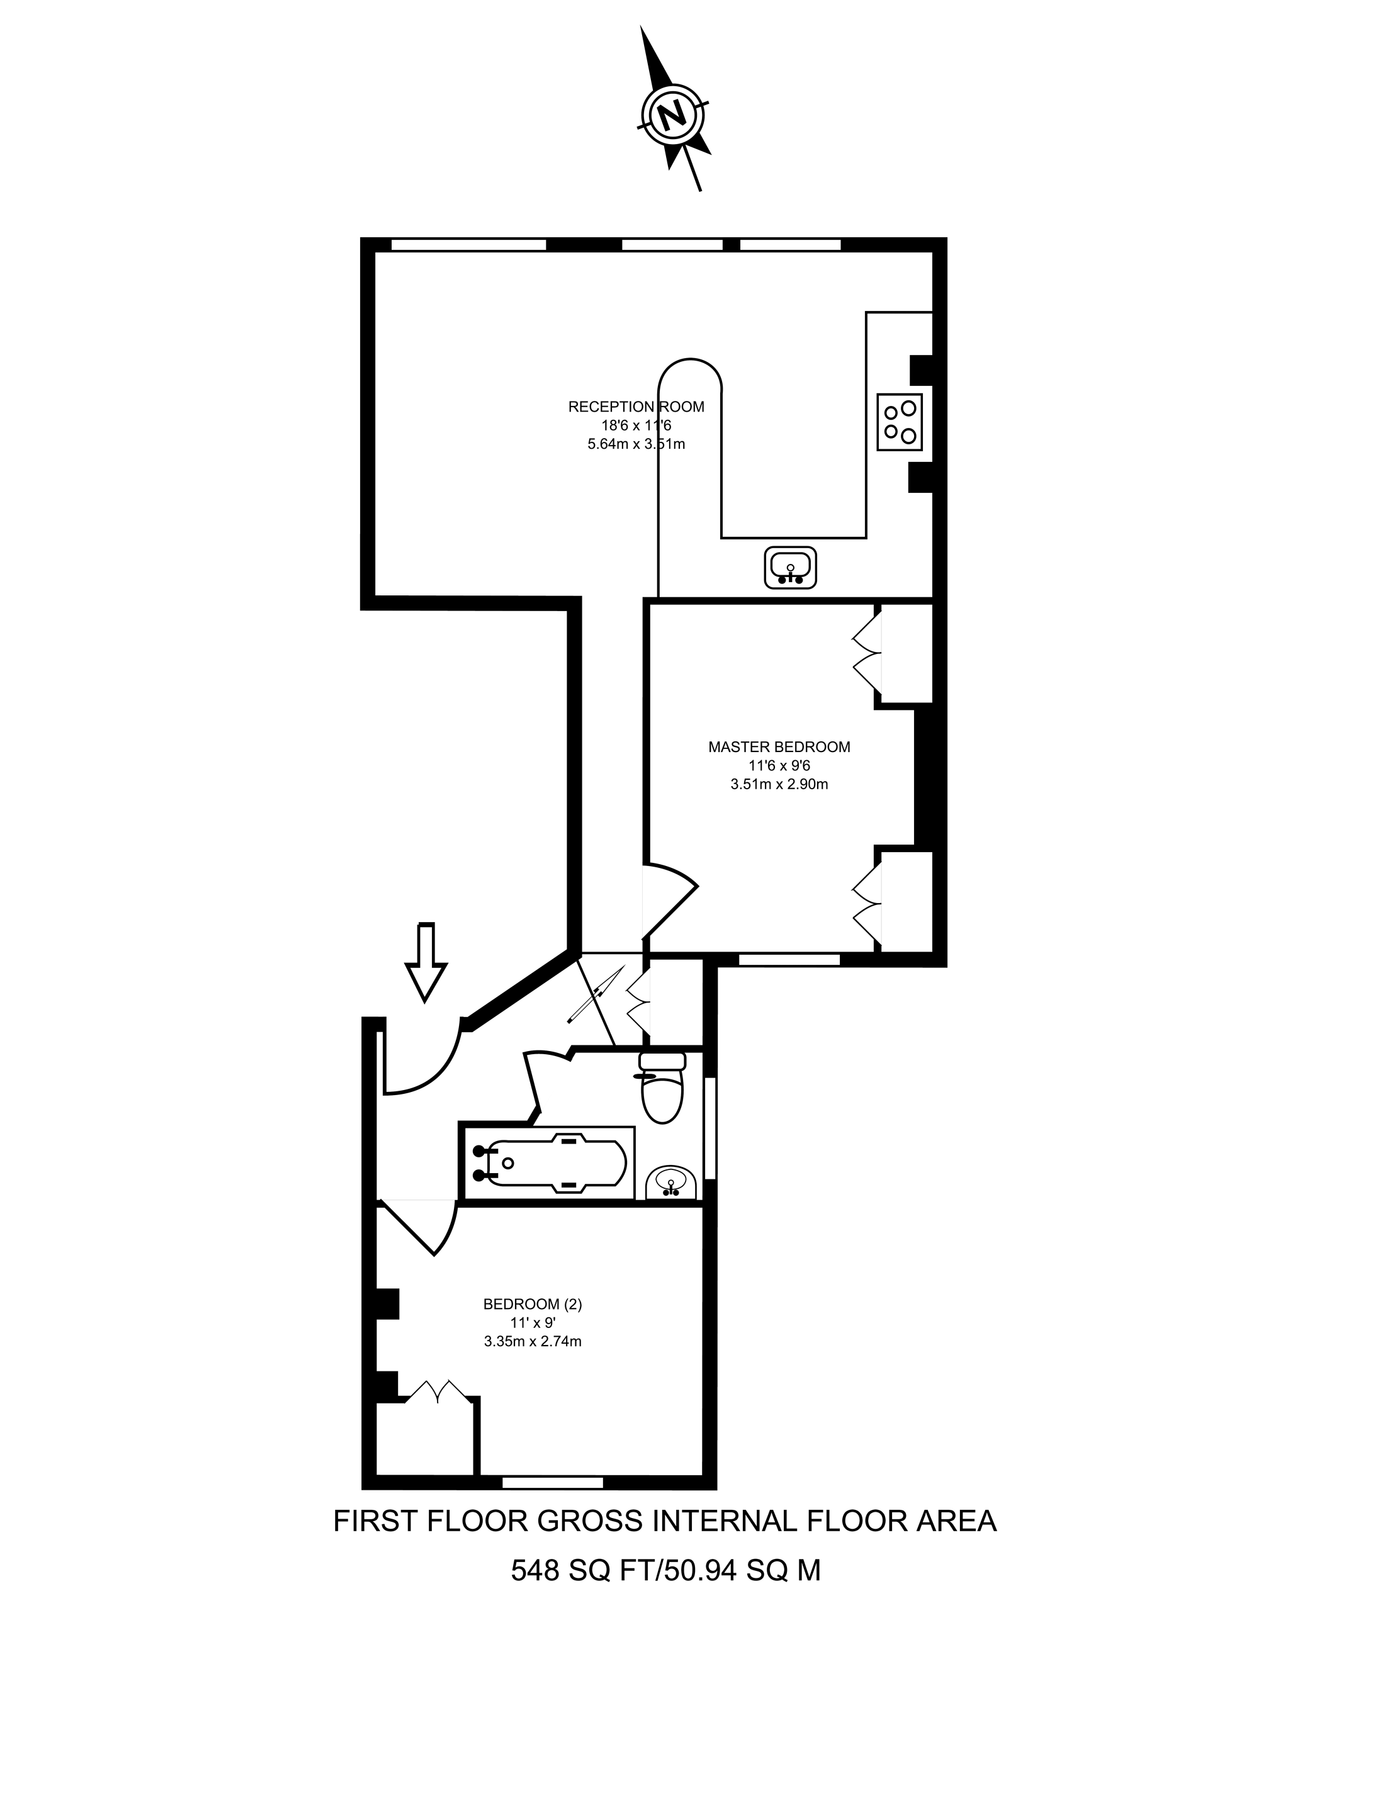 N
RECEPTION ROOM
18'6 x 11'6
5.64m x 3.51m
MASTER BEDROOM
11'6 x 9'6
3.51m x 2.90m
BEDROOM (2)
11' x 9'
3.35m x 2.74m
FIRST FLOOR GROSS INTERNAL FLOOR AREA
548 SQ FT/50.94 SQ M